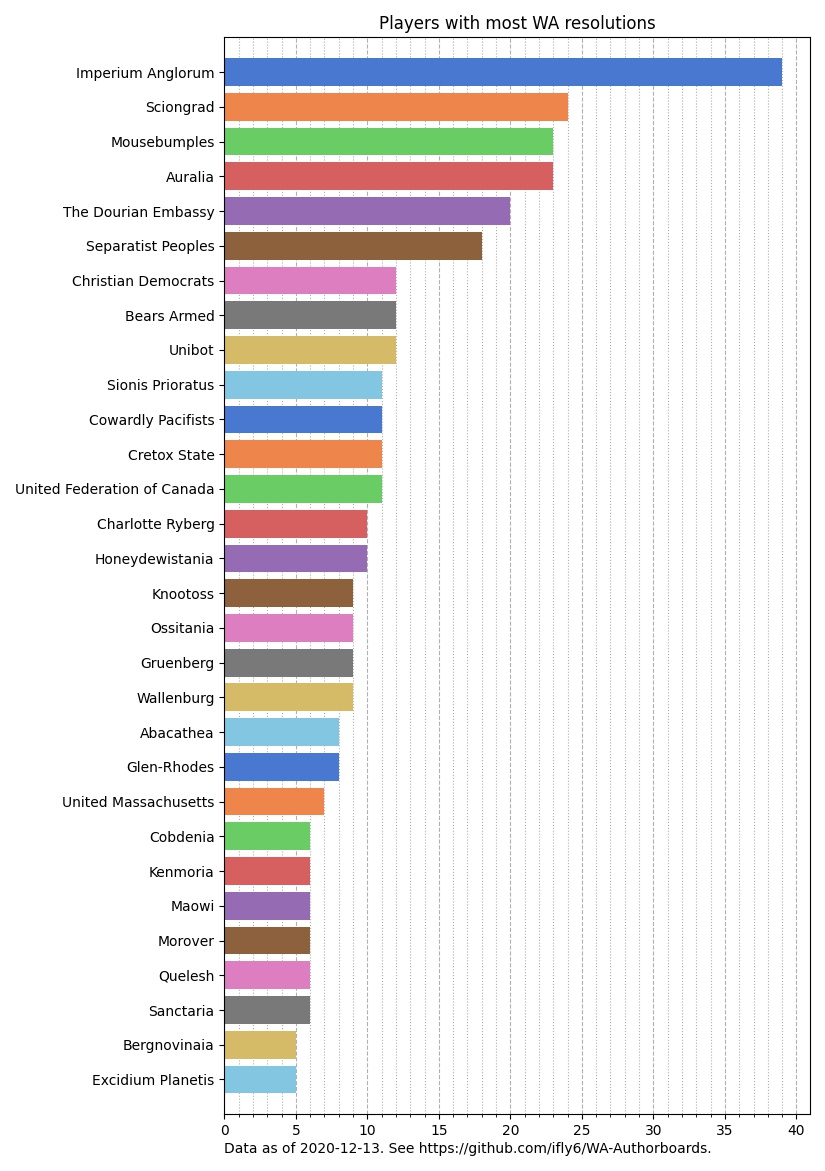 Players with most WA resolutions
Imperium Anglorum
Sciongrad
Mousebumples
Auralia
The Dourian Embassy
Separatist Peoples
Christian Democrats
Bears Armed
Unibot
Sionis Prioratus
Cowardly Pacifists
Cretox State
United Federation of Canada
Charlotte Ryberg
Honeydewistania
Knootoss
Ossitania
Gruenberg
Wallenburg
Abacathea
Glen-Rhodes
United Massachusetts
Cobdenia
Kenmoria
Maowi
Morover
Quelesh
Sanctaria
Bergnovinaia
Excidium Planetis
0 5 10 15 20 25 30 35 40
Data as of 2020-12-13. See https://github.com/ifly6/WA-Authorboards.